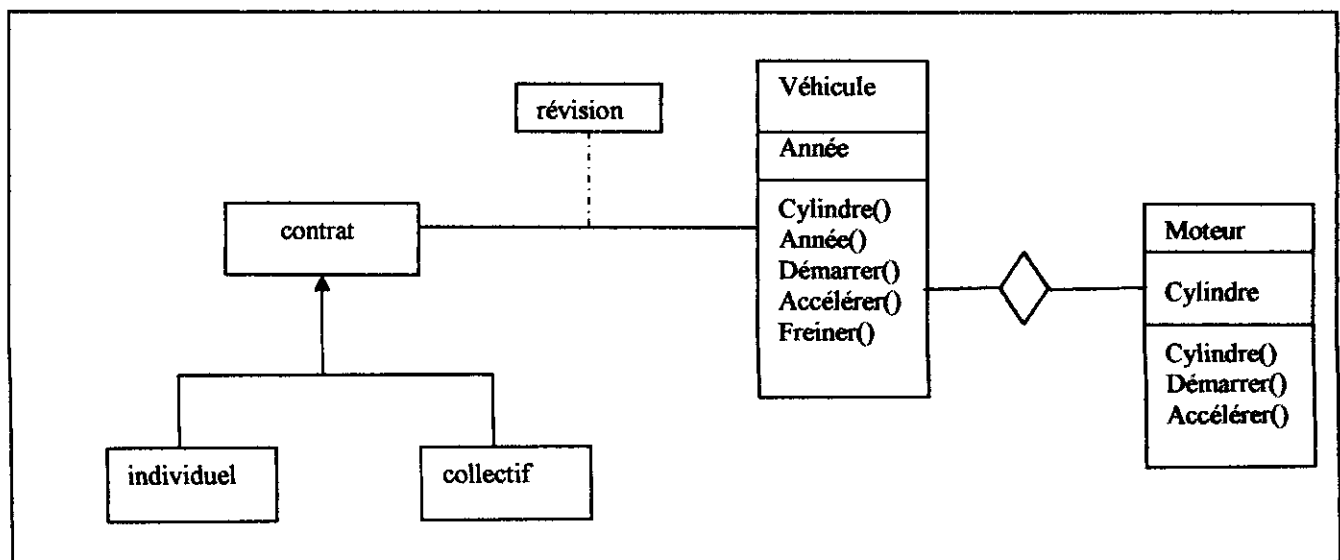 révision
Véhicule
Année
Cylindre()
Année()
Démarrer()
Accélérer()
Freiner()
contrat
individuel
collectif
Moteur
Cylindre
Cylindre()
Démarrer()
Accélérer()